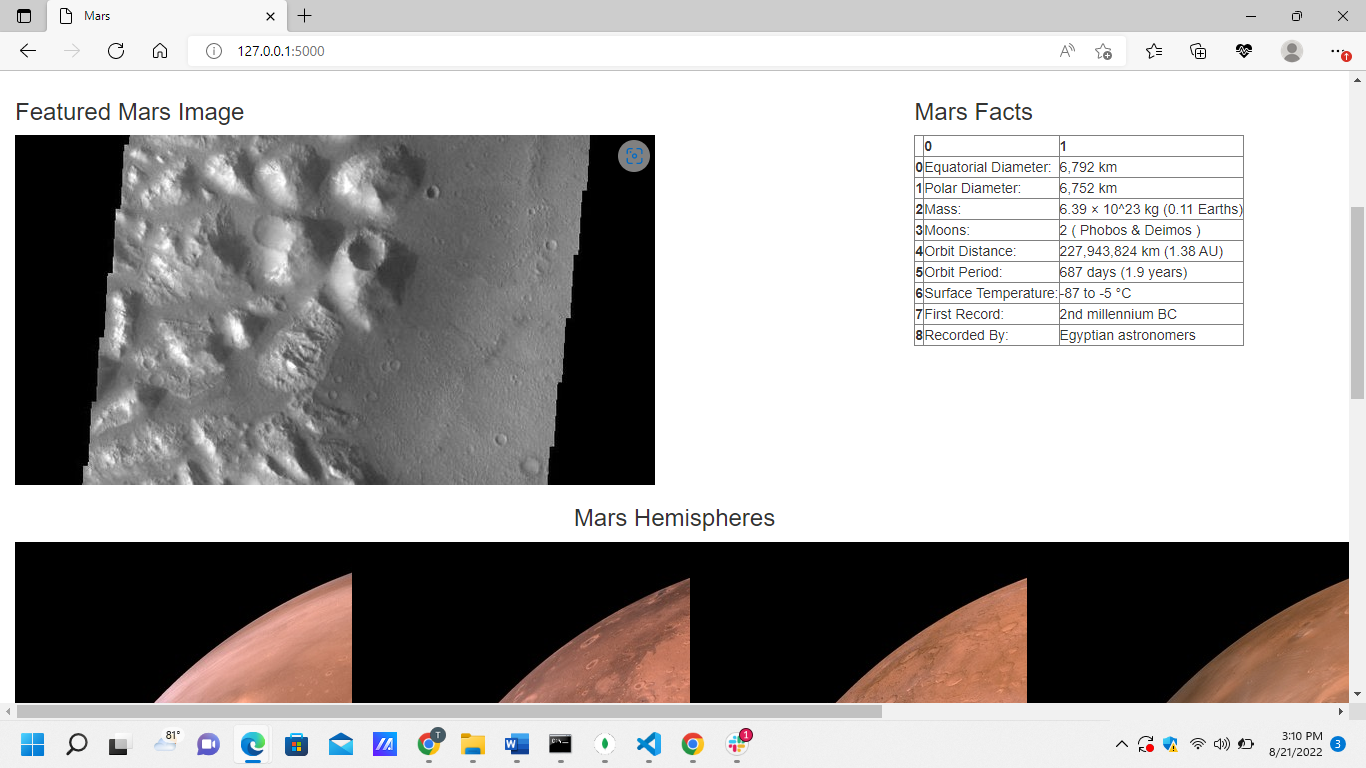 Mars
127.0.0.1:5000
Featured Mars Image
Mars Facts
0 1
0 Equatorial Diameter: 6,792 km
1 Polar Diameter: 6,752 km
2 Mass: 6.39 × 10^23 kg (0.11 Earths)
3 Moons: 2 ( Phobos & Deimos )
4 Orbit Distance: 227,943,824 km (1.38 AU)
5 Orbit Period: 687 days (1.9 years)
6 Surface Temperature: -87 to -5 °C
7 First Record: 2nd millennium BC
8 Recorded By: Egyptian astronomers
Mars Hemispheres
81°
T
1
3:10 PM
8/21/2022
3